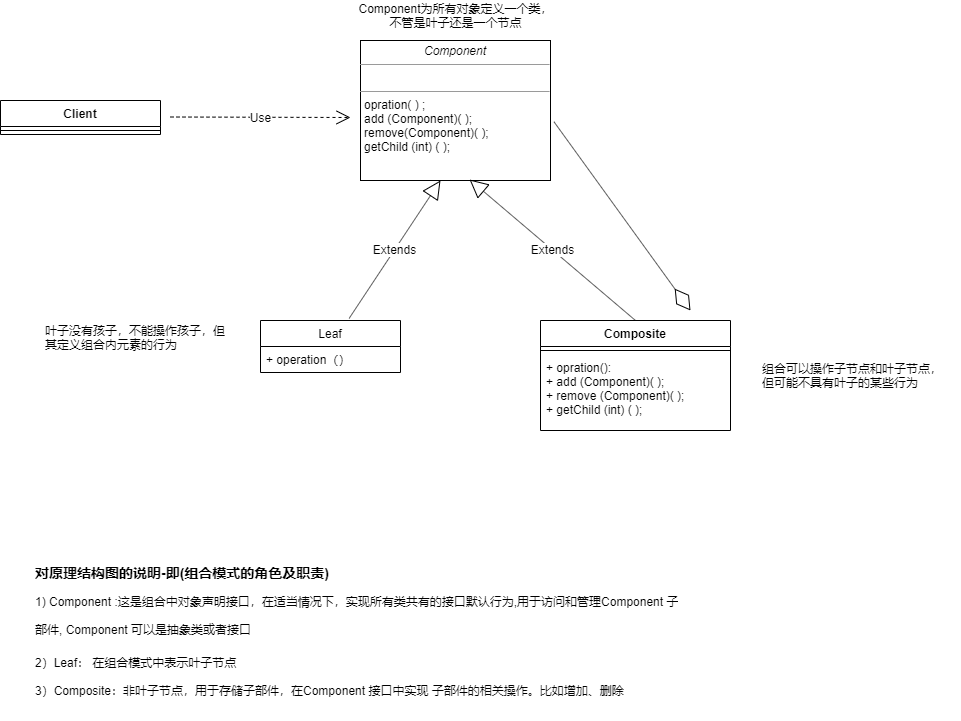 Component为所有对象定义一个类，
不管是叶子还是一个节点
Component
opration( ) ;
add (Component)( );
remove(Component)( );
getChild (int) ( );
Client
Use
Extends
Extends
叶子没有孩子，不能操作孩子，但
其定义组合内元素的行为
Leaf
+ operation（）
Composite
+ opration():
+ add (Component)( );
+ remove (Component)( );
+ getChild (int) ( );
组合可以操作子节点和叶子节点，
但可能不具有叶子的某些行为
对原理结构图的说明-即(组合模式的角色及职责)
1) Component :这是组合中对象声明接口，在适当情况下，实现所有类共有的接口默认行为,用于访问和管理Component 子
部件, Component 可以是抽象类或者接口
2）Leaf： 在组合模式中表示叶子节点
3）Composite：非叶子节点，用于存储子部件，在Component 接口中实现 子部件的相关操作。比如增加、删除